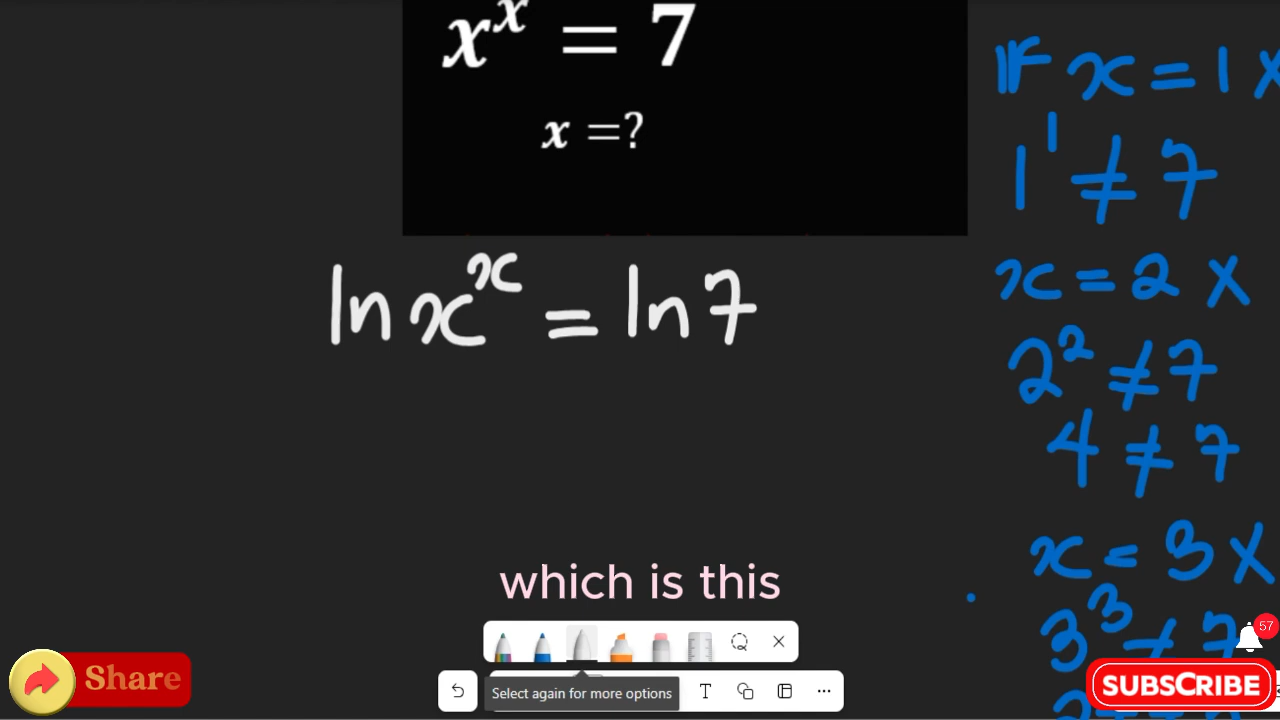 x^x = 7
x =?
ln x^x = ln 7
IF x = 1 X
1^1 ≠ 7
x = 2 X
2^2 ≠ 7
4 ≠ 7
x = 3 X
3^3 ≠ 7
which is this
Select again for more options
T
Share
57
SUBSCRIBE